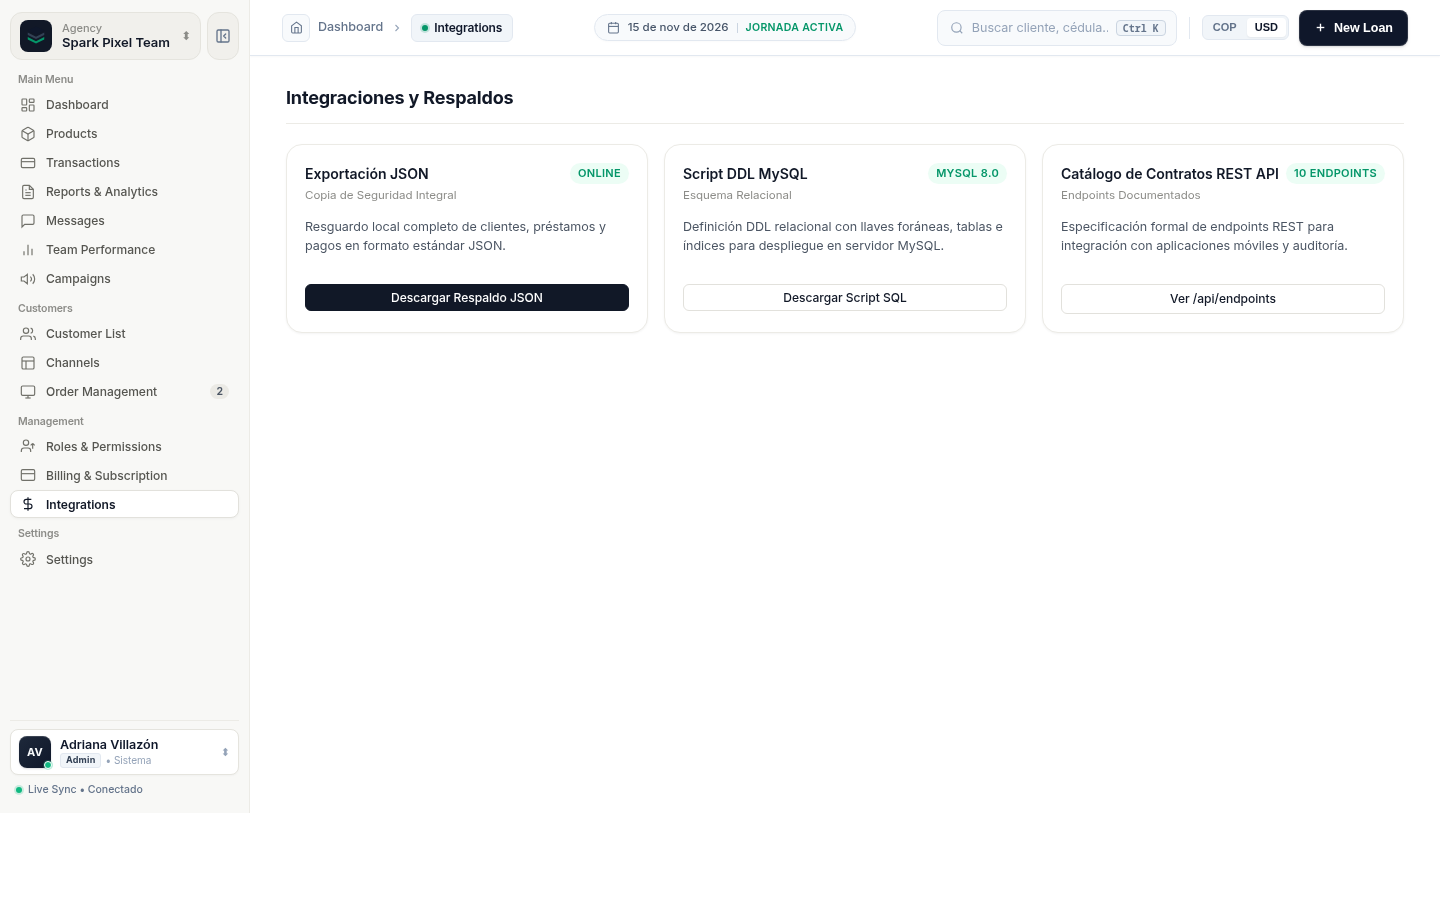 Agency
Spark Pixel Team
Main Menu
Dashboard
Products
Transactions
Reports & Analytics
Messages
Team Performance
Campaigns
Customers
Customer List
Channels
Order Management 2
Management
Roles & Permissions
Billing & Subscription
Integrations
Settings
Settings
AV
Adriana Villazón
Admin • Sistema
Live Sync • Conectado
Dashboard > Integrations
15 de nov de 2026 | JORNADA ACTIVA
Buscar cliente, cédula.. Ctrl K
COP USD
+ New Loan
Integraciones y Respaldos
Exportación JSON ONLINE
Copia de Seguridad Integral
Resguardo local completo de clientes, préstamos y
pagos en formato estándar JSON.
Descargar Respaldo JSON
Script DDL MySQL MYSQL 8.0
Esquema Relacional
Definición DDL relacional con llaves foráneas, tablas e
índices para despliegue en servidor MySQL.
Descargar Script SQL
Catálogo de Contratos REST API 10 ENDPOINTS
Endpoints Documentados
Especificación formal de endpoints REST para
integración con aplicaciones móviles y auditoría.
Ver /api/endpoints